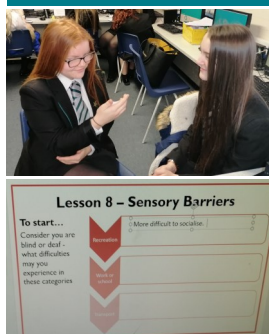 Lesson 8 – Sensory Barriers
To start...
Consider you are
blind or deaf -
what difficulties
may you
experience in
these categories
Recreation
More difficult to socialise.
Work or
school